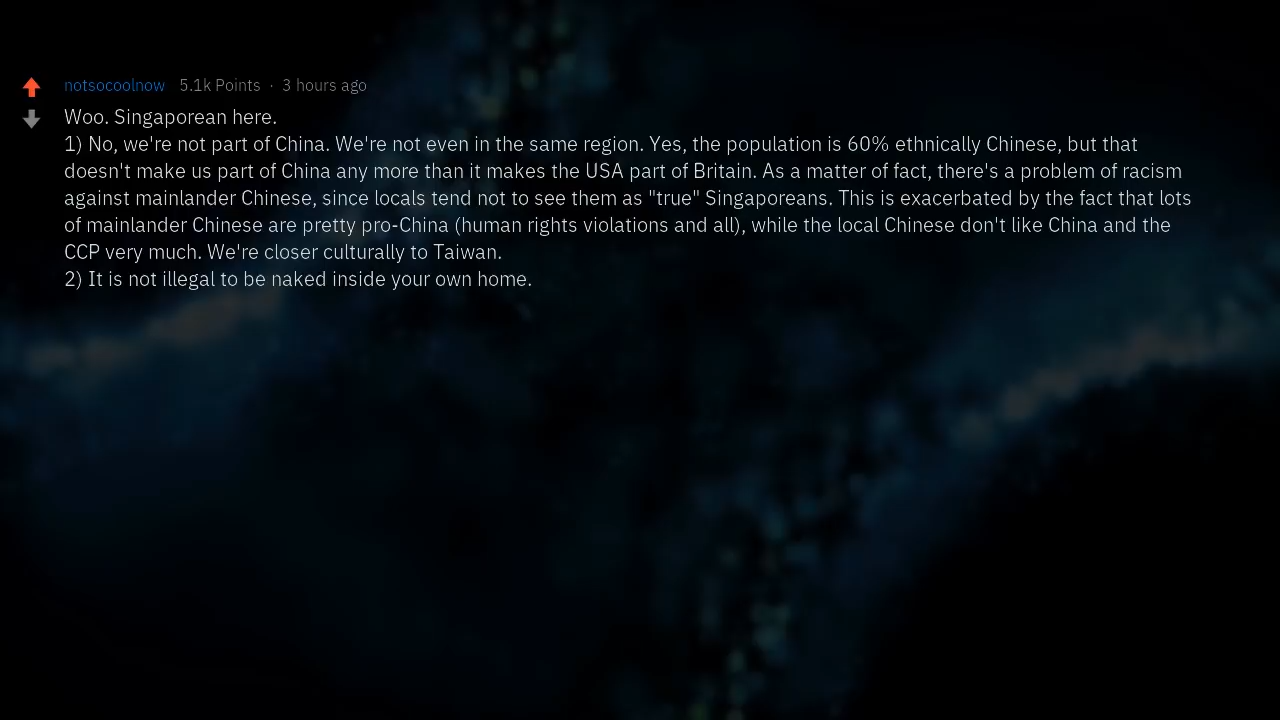 notsocoolnow 5.1k Points · 3 hours ago
Woo. Singaporean here.
1) No, we're not part of China. We're not even in the same region. Yes, the population is 60% ethnically Chinese, but that
doesn't make us part of China any more than it makes the USA part of Britain. As a matter of fact, there's a problem of racism
against mainlander Chinese, since locals tend not to see them as "true" Singaporeans. This is exacerbated by the fact that lots
of mainlander Chinese are pretty pro-China (human rights violations and all), while the local Chinese don't like China and the
CCP very much. We're closer culturally to Taiwan.
2) It is not illegal to be naked inside your own home.